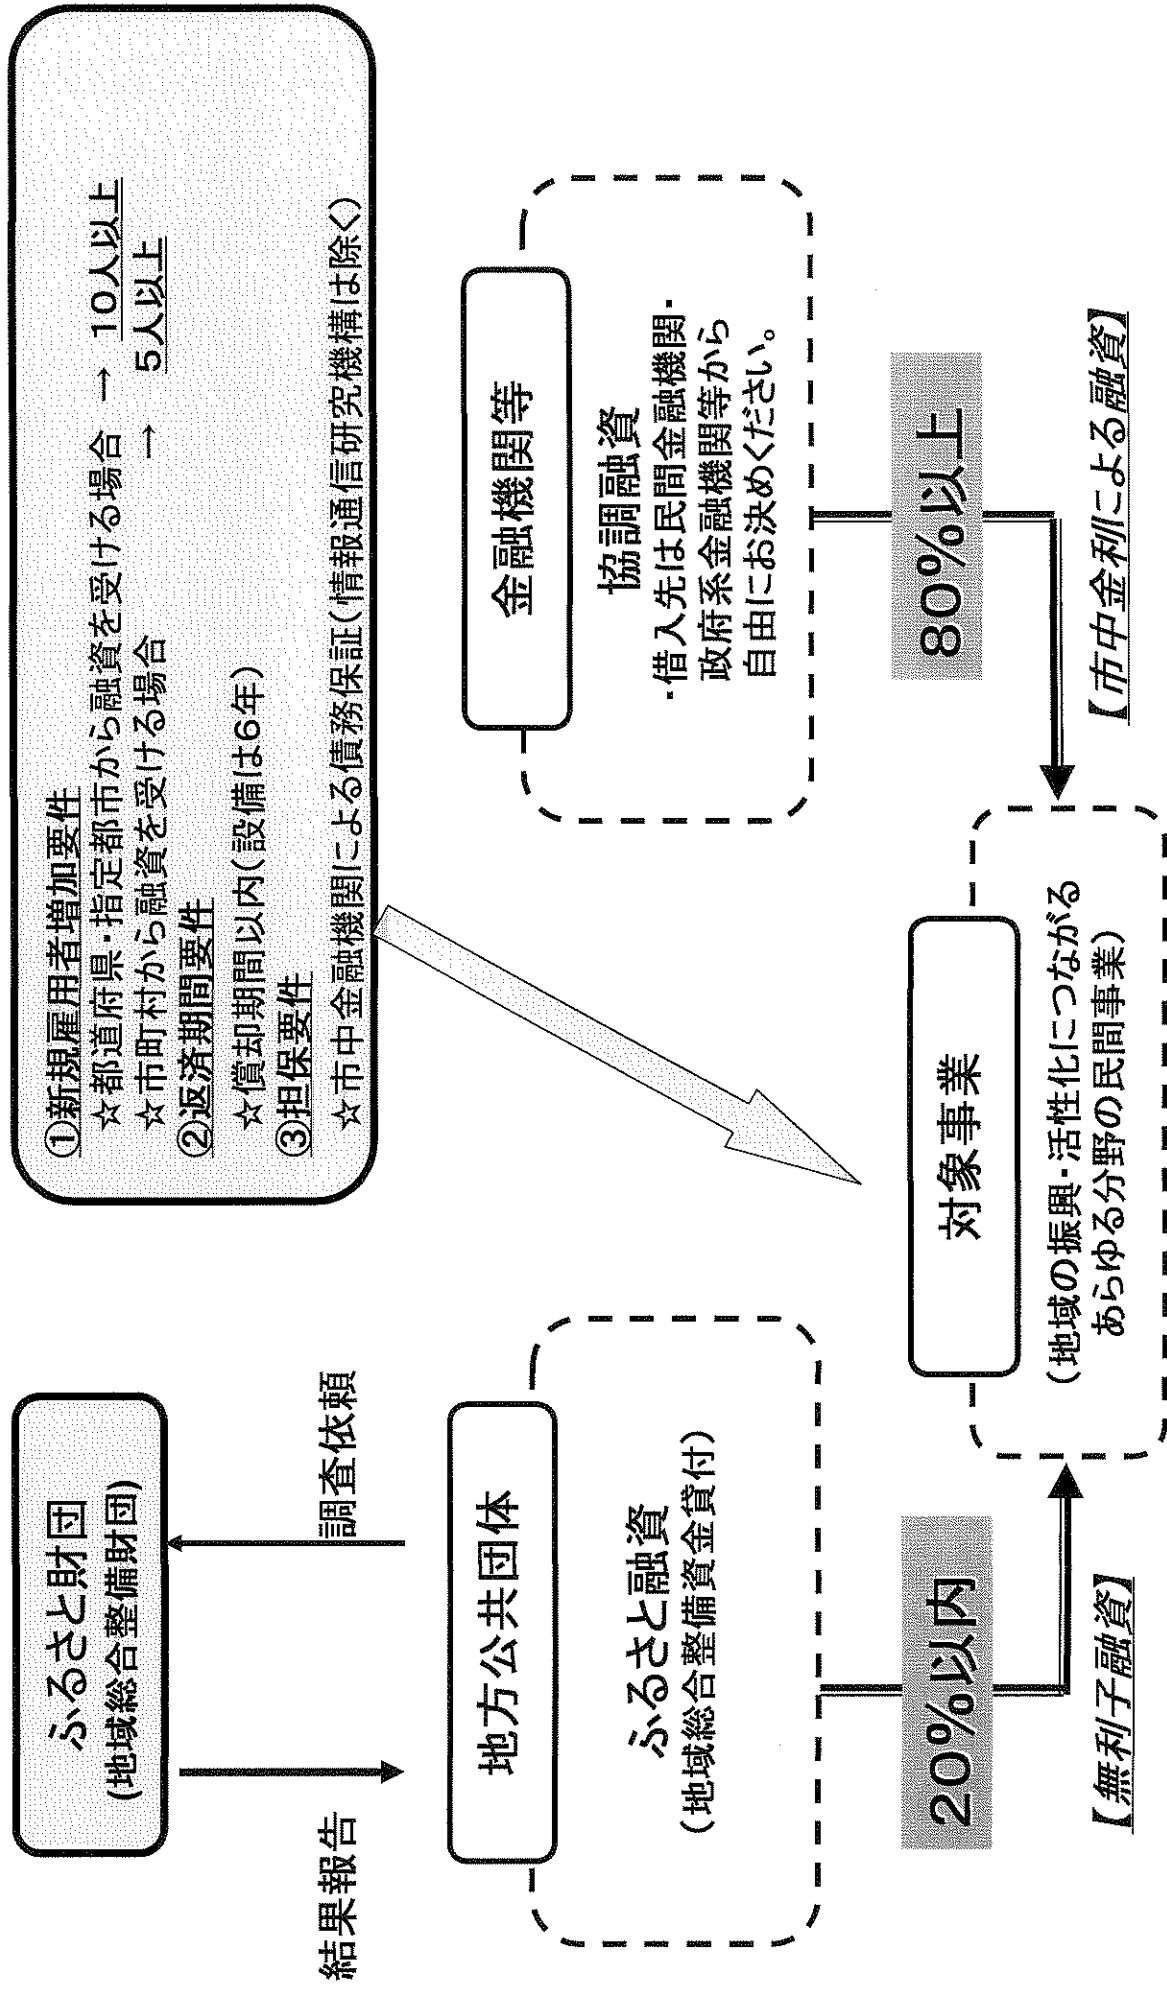 ふるさと財団
(地域総合整備財団)
結果報告
調査依頼
地方公共団体
ふるさと融資
(地域総合整備資金貸付)
20%以内
【無利子融資】
①新規雇用者増加要件
☆都道府県・指定都市から融資を受ける場合 → 10人以上
☆市町村から融資を受ける場合 → 5人以上
②返済期間要件
☆償却期間以内(設備は6年)
③担保要件
☆市中金融機関による債務保証(情報通信研究機構は除く)
金融機関等
協調融資
・借入先は民間金融機関・
政府系金融機関等から
自由にお決めください。
80%以上
【市中金利による融資】
対象事業
(地域の振興・活性化につながる
あらゆる分野の民間事業)